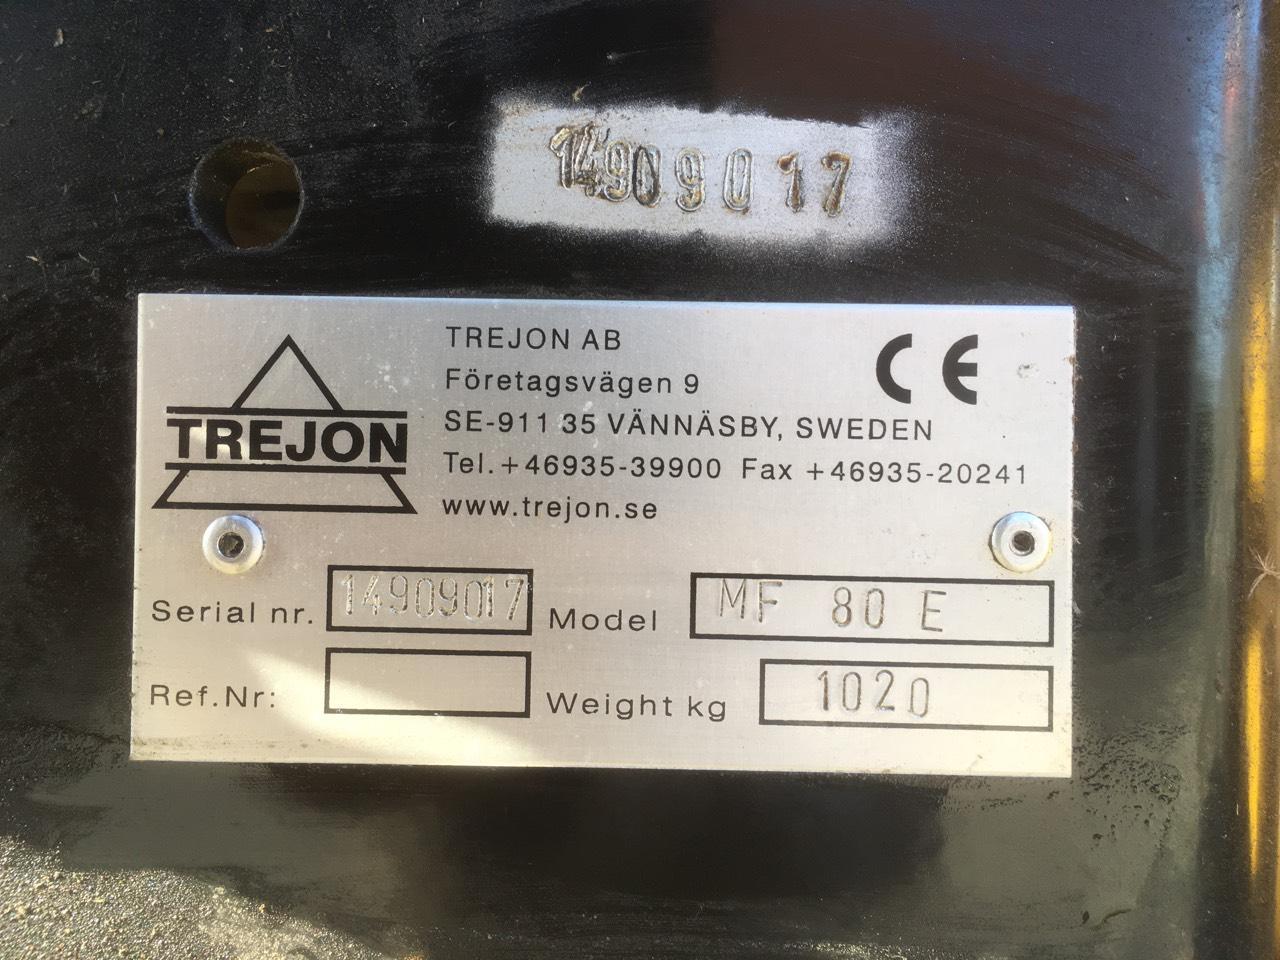 14909017
TREJON
TREJON AB
Företagsvägen 9
SE-911 35 VÄNNÄSBY, SWEDEN
Tel. +46935-39900 Fax +46935-20241
www.trejon.se
CE
Serial nr. 14909017 Model MF 80 E
Ref.Nr: Weight kg 1020